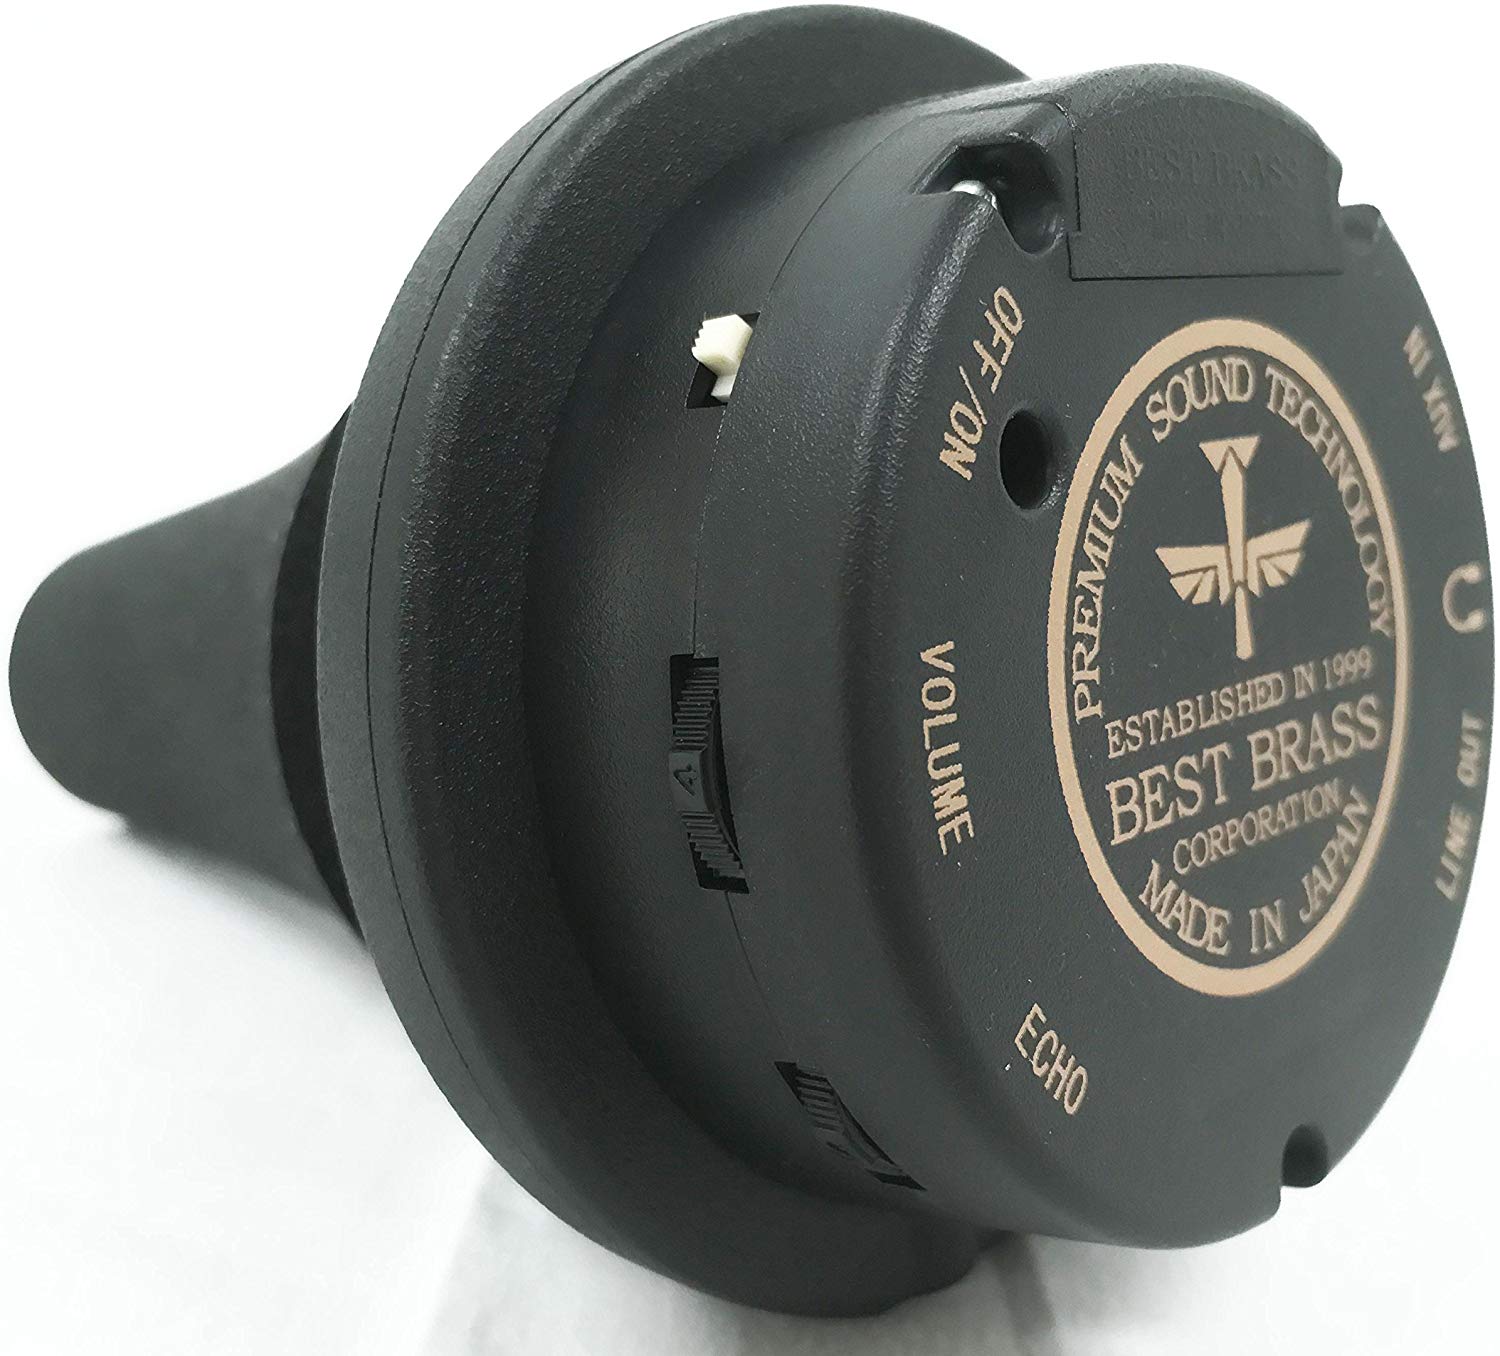 BEST BRASS
OFF/ON
AUX IN
PREMIUM SOUND TECHNOLOGY
ESTABLISHED IN 1999
BEST BRASS
CORPORATION
MADE IN JAPAN
VOLUME
4
LINE OUT
ECHO